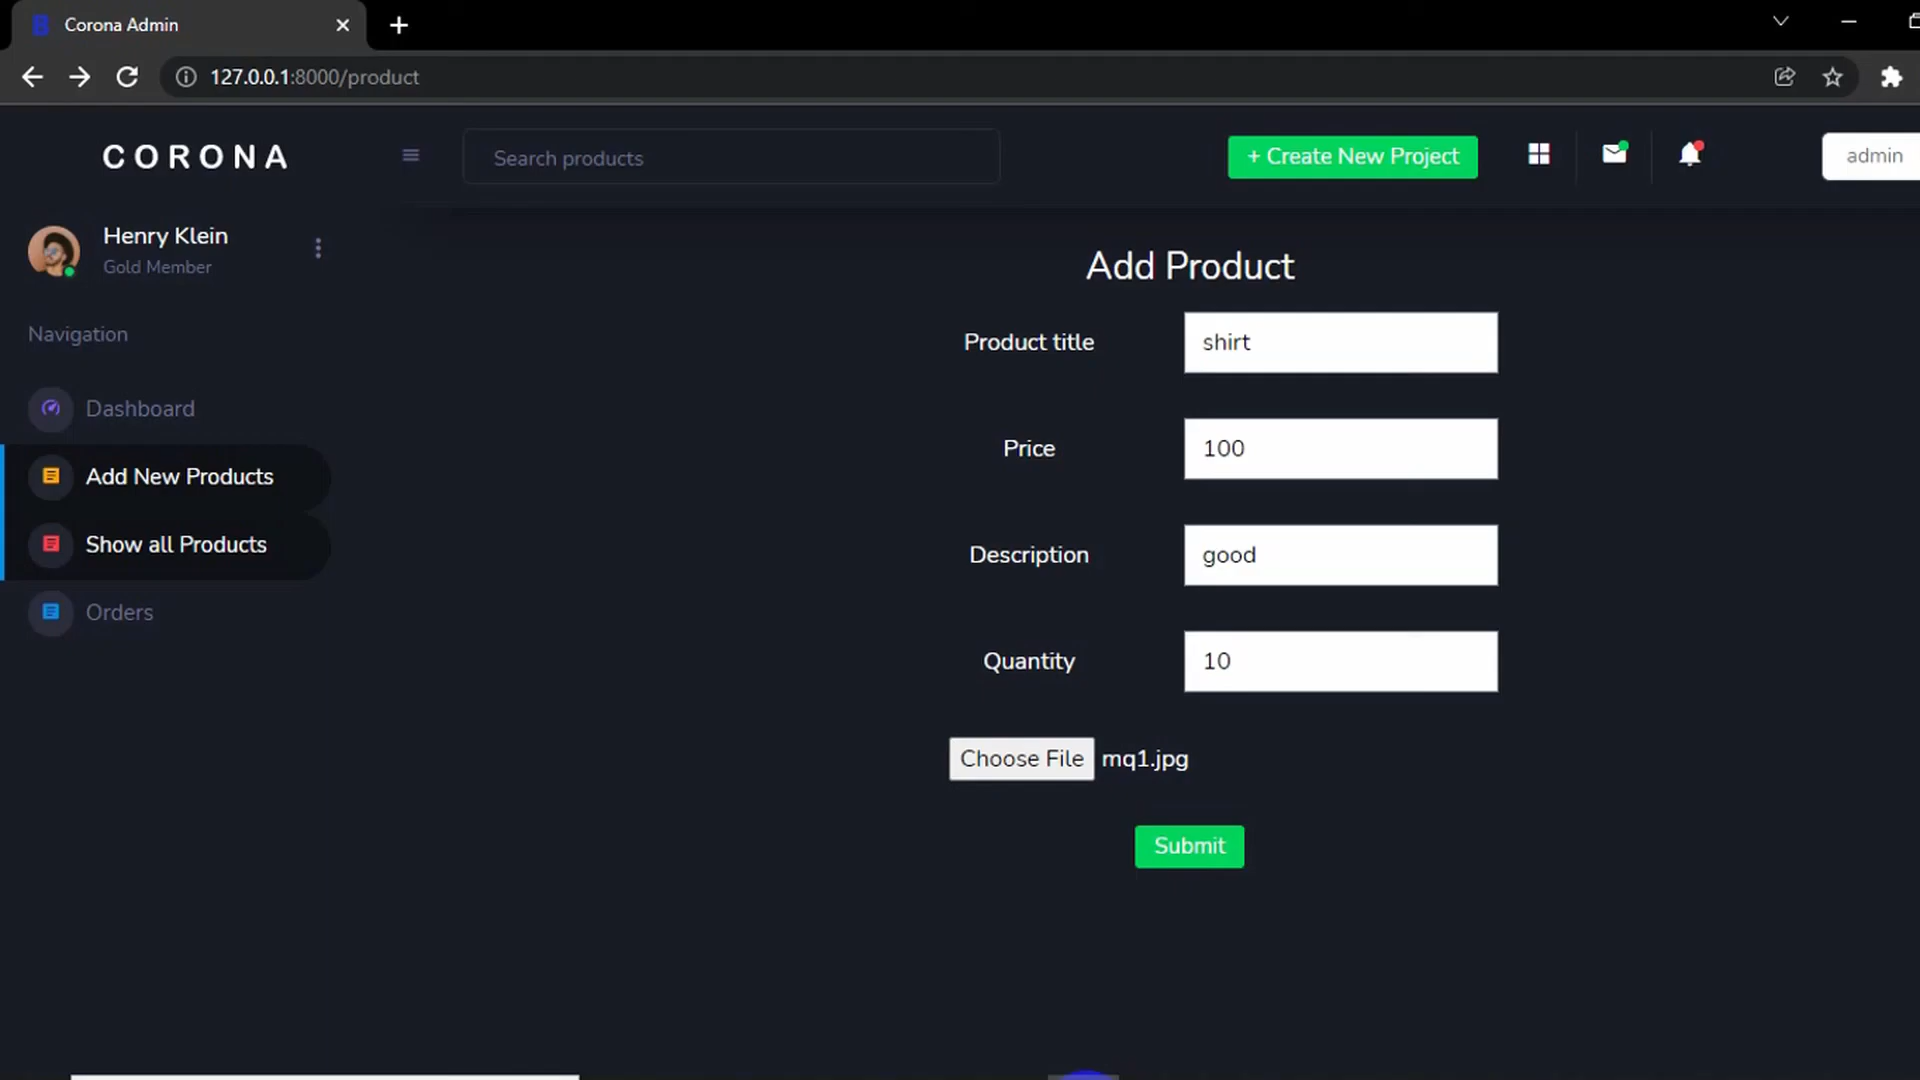 Corona Admin
127.0.0.1:8000/product
CORONA
Search products
+ Create New Project
admin
Henry Klein
Gold Member
Navigation
Dashboard
Add New Products
Show all Products
Orders
Add Product
Product title
shirt
Price
100
Description
good
Quantity
10
Choose File mq1.jpg
Submit